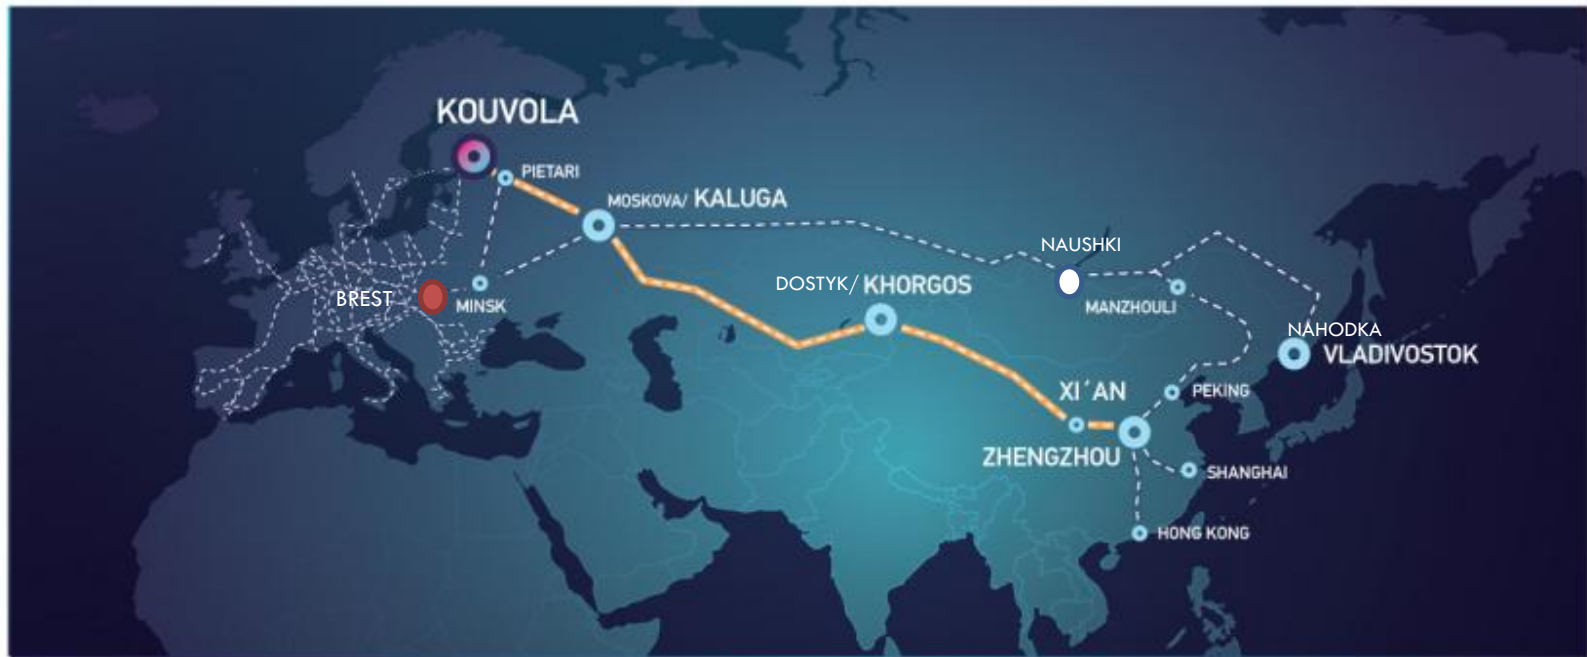 KOUVOLA
PIETARI
MOSKOVA/ KALUGA
NAUSHKI
DOSTYK/ KHORGOS
BREST
MINSK
MANZHOULI
NAHODKA
VLADIVOSTOK
XI´AN
PEKING
ZHENGZHOU
SHANGHAI
HONG KONG